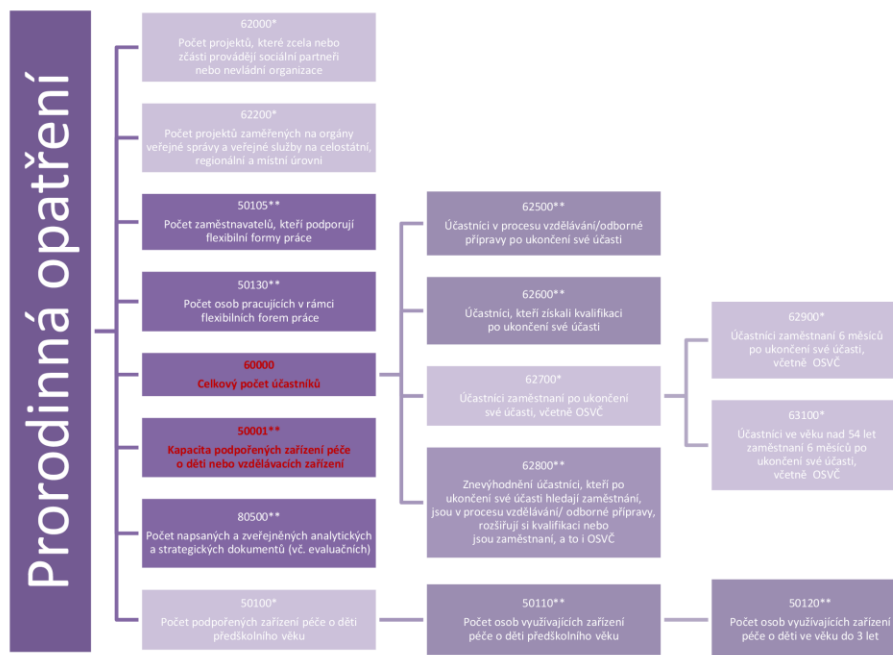 Prorodinná opatření
62000*
Počet projektů, které zcela nebo
zčásti provádějí sociální partneři
nebo nevládní organizace
62200*
Počet projektů zaměřených na orgány
veřejné správy a veřejné služby na celostátní,
regionální a místní úrovni
50105**
Počet zaměstnavatelů, kteří podporují
flexibilní formy práce
50130**
Počet osob pracujících v rámci
flexibilních forem práce
60000
Celkový počet účastníků
50001**
Kapacita podpořených zařízení péče
o děti nebo vzdělávacích zařízení
80500**
Počet napsaných a zveřejněných analytických
a strategických dokumentů (vč. evaluačních)
50100*
Počet podpořených zařízení péče o děti
předškolního věku
62500**
Účastníci v procesu vzdělávání/odborné
přípravy po ukončení své účasti
62600**
Účastníci, kteří získali kvalifikaci
po ukončení své účasti
62700*
Účastníci zaměstnaní po ukončení
své účasti, včetně OSVČ
62800**
Znevýhodnění účastníci, kteří po
ukončení své účasti hledají zaměstnání,
jsou v procesu vzdělávání/ odborné přípravy,
rozšiřují si kvalifikaci nebo
jsou zaměstnaní, a to i OSVČ
50110**
Počet osob využívajících zařízení
péče o děti předškolního věku
62900*
Účastníci zaměstnaní 6 měsíců
po ukončení své účasti,
včetně OSVČ
63100*
Účastníci ve věku nad 54 let
zaměstnaní 6 měsíců po
ukončení své účasti,
včetně OSVČ
50120**
Počet osob využívajících zařízení
péče o děti ve věku do 3 let